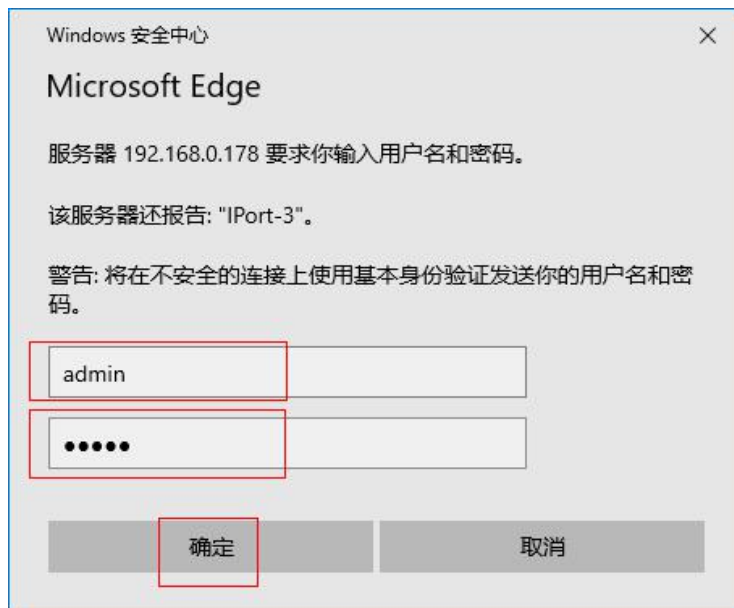 Windows 安全中心
Microsoft Edge
服务器 192.168.0.178 要求你输入用户名和密码。
该服务器还报告: "IPort-3"。
警告: 将在不安全的连接上使用基本身份验证发送你的用户名和密
码。
admin
•••••
确定 取消